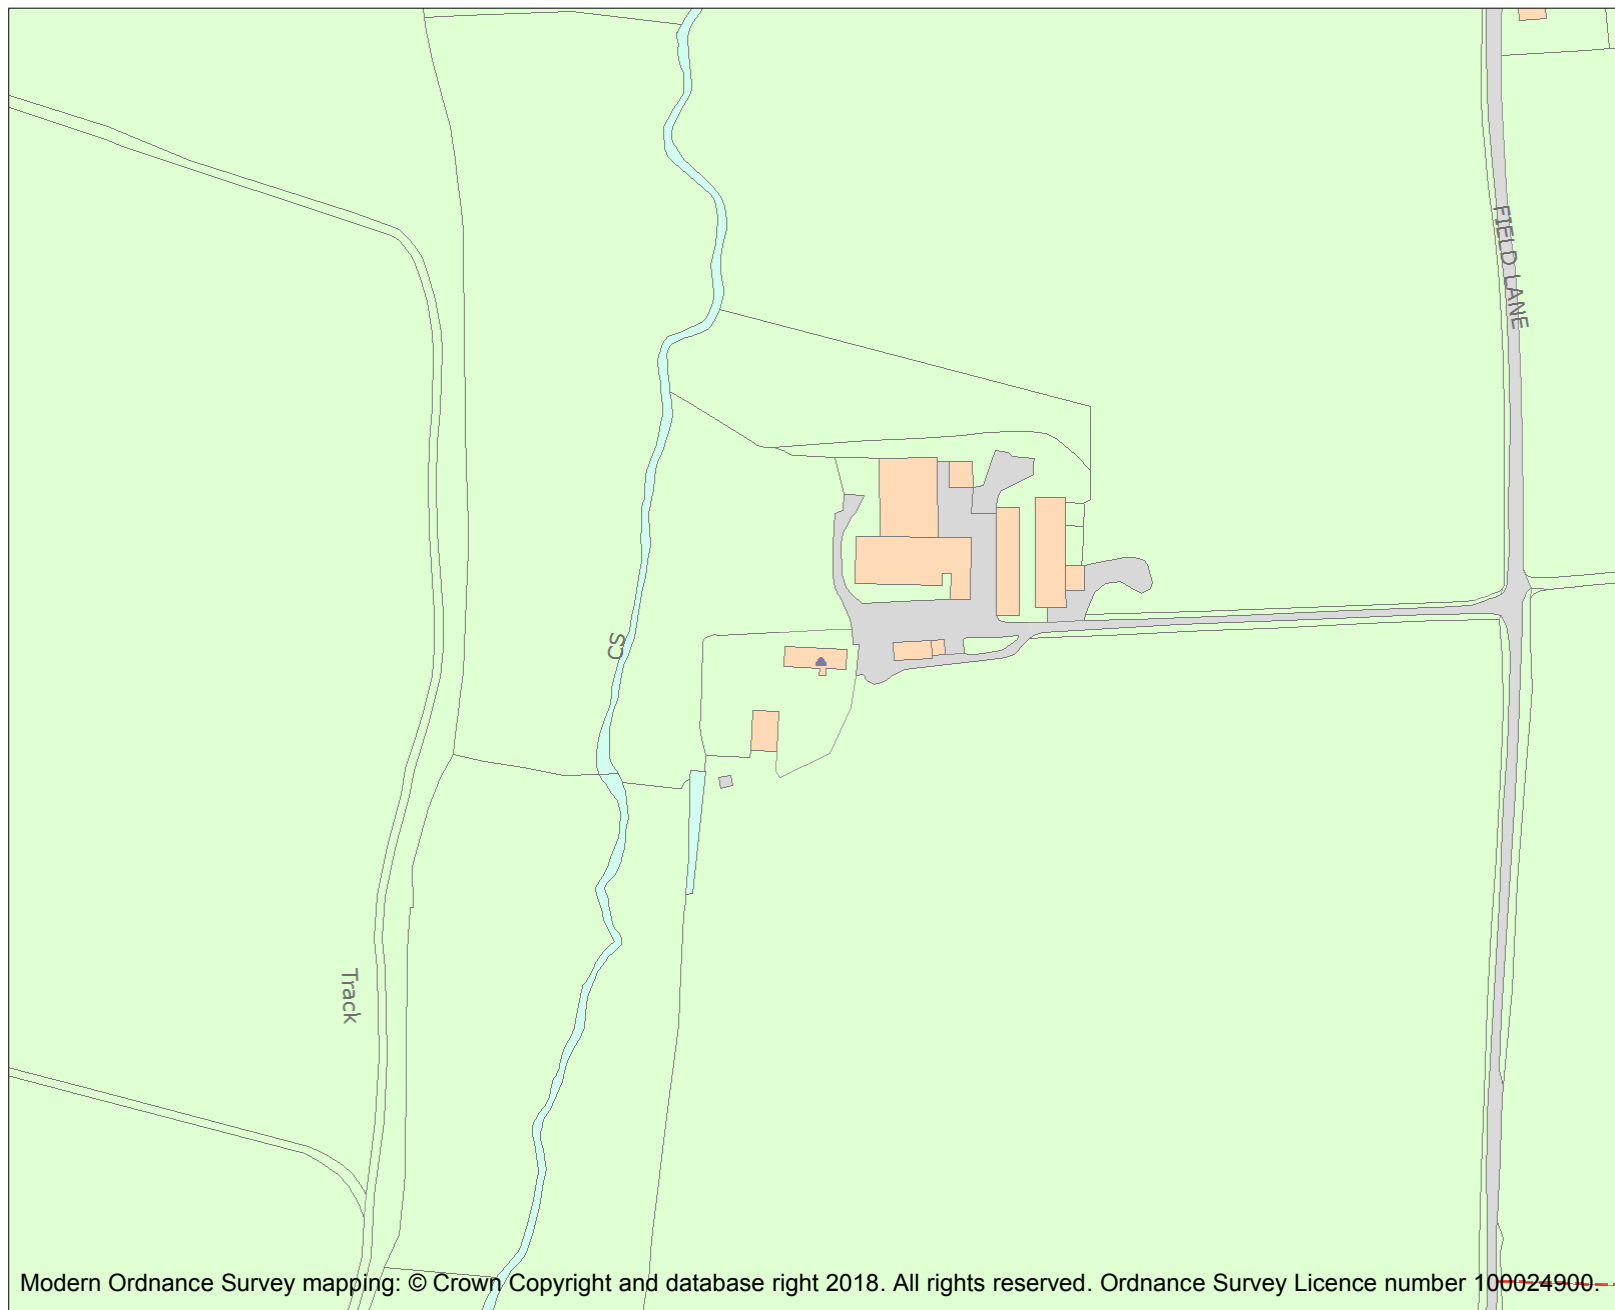 FIELD LANE
CS
Track
Modern Ordnance Survey mapping: © Crown Copyright and database right 2018. All rights reserved. Ordnance Survey Licence number 100024900.